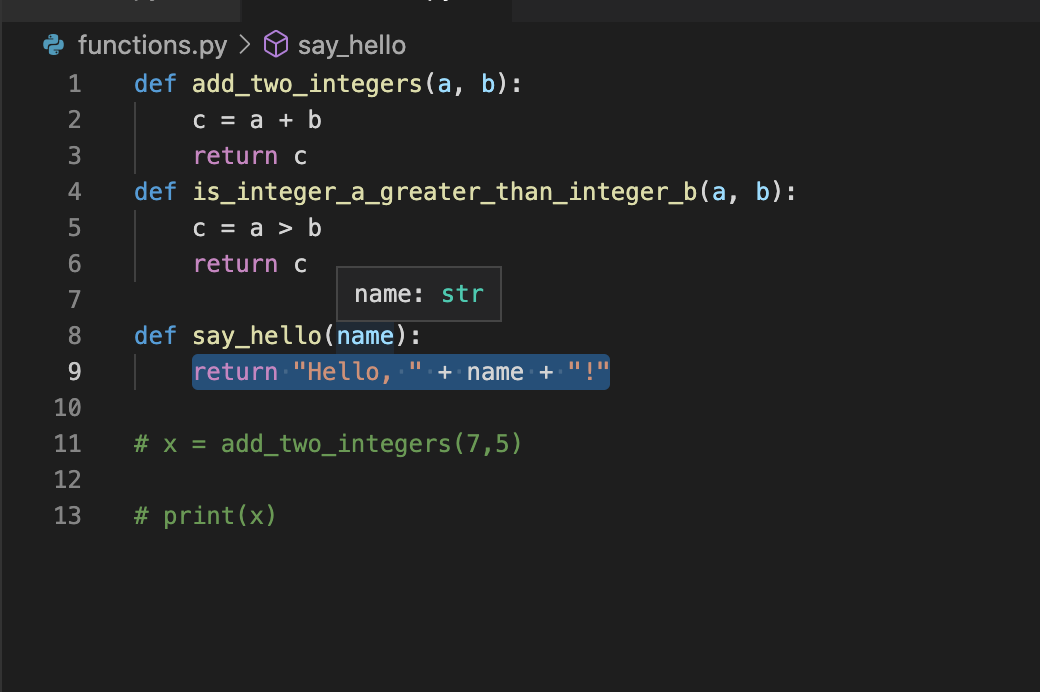 functions.py > say_hello
1 def add_two_integers(a, b):
2 c = a + b
3 return c
4 def is_integer_a_greater_than_integer_b(a, b):
5 c = a > b
6 return c
name: str
7
8 def say_hello(name):
9 return "Hello, " + name + "!"
10
11 # x = add_two_integers(7,5)
12
13 # print(x)